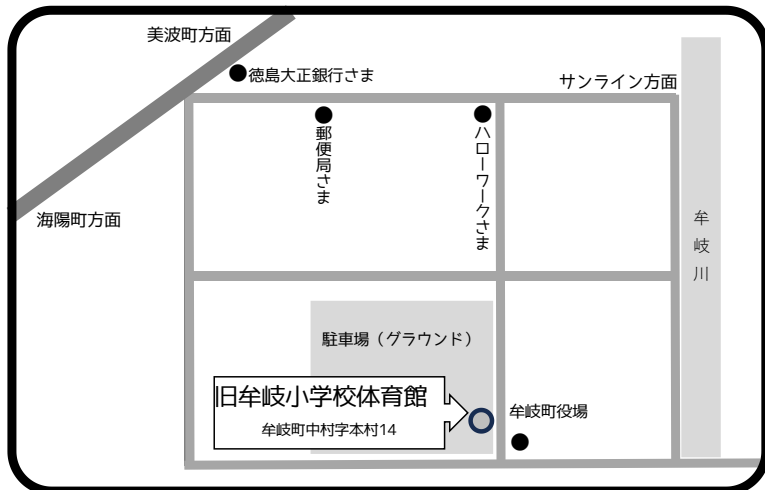 美波町方面
徳島大正銀行さま
サンライン方面
郵便局さま
ハローワークさま
海陽町方面
牟岐川
駐車場（グラウンド）
旧牟岐小学校体育館
牟岐町中村字本村14
牟岐町役場